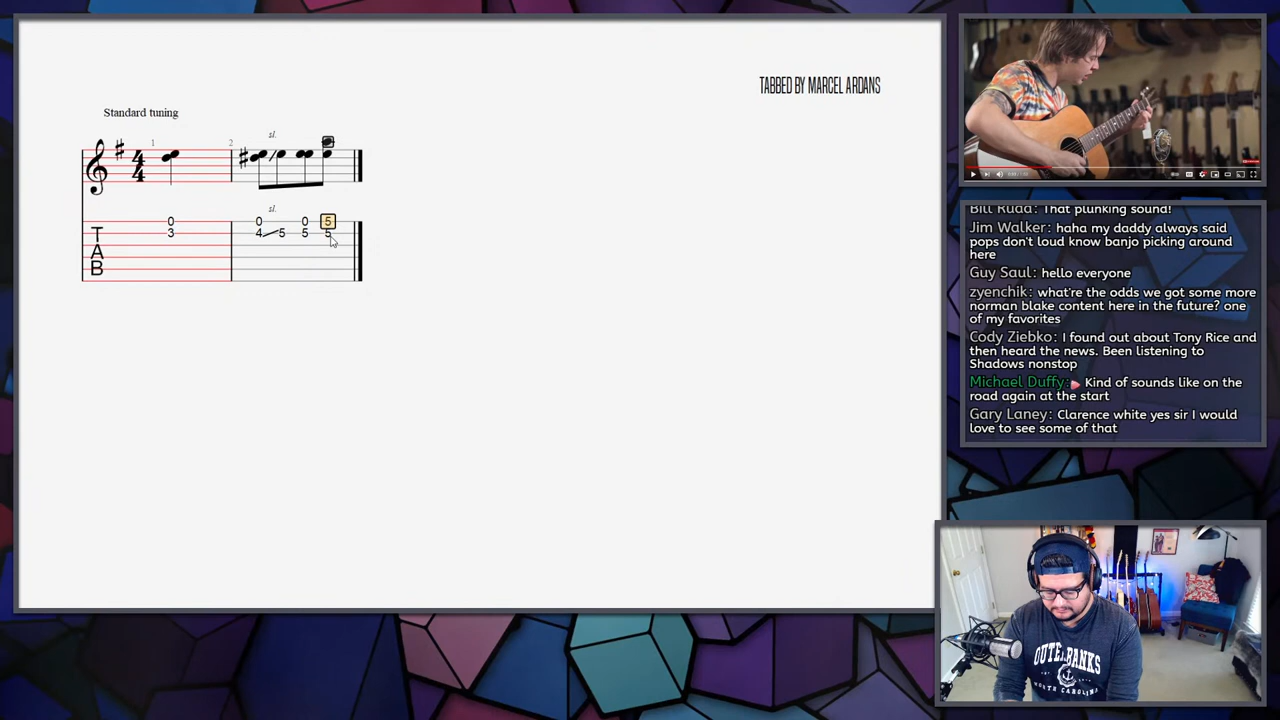 TABBED BY MARCEL ARDANS
Standard tuning
1
2
sl.
4
4
sl.
0 0 0 5
3 4 5 5 5
T
A
B
Bill Rudd: That plunking sound!
Jim Walker: haha my daddy always said
pops don't loud know banjo picking around
here
Guy Saul: hello everyone
zyenchik: what're the odds we got some more
norman blake content here in the future? one
of my favorites
Cody Ziebko: I found out about Tony Rice and
then heard the news. Been listening to
Shadows nonstop
Michael Duffy: Kind of sounds like on the
road again at the start
Gary Laney: Clarence white yes sir I would
love to see some of that
OUTER BANKS
NORTH CAROLINA